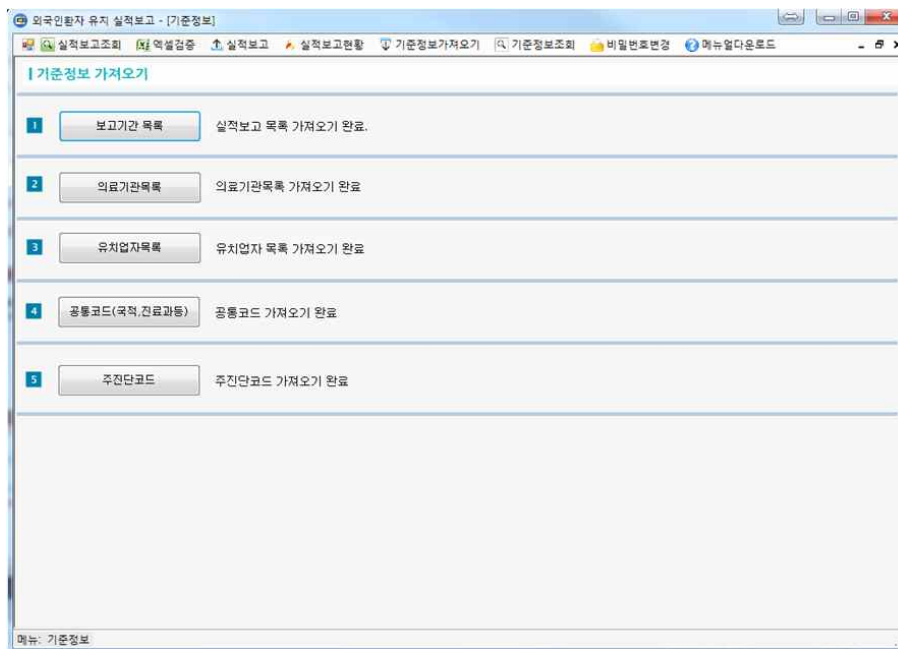 외국인환자 유치 실적보고 - [기준정보]
실적보고조회 엑셀검증 실적보고 실적보고현황 기준정보가져오기 기준정보조회 비밀번호변경 메뉴얼다운로드
기준정보 가져오기
1 보고기간 목록 실적보고 목록 가져오기 완료.
2 의료기관목록 의료기관목록 가져오기 완료
3 유치업자목록 유치업자 목록 가져오기 완료
4 공통코드(국적,진료과등) 공통코드 가져오기 완료
5 주진단코드 주진단코드 가져오기 완료
메뉴: 기준정보